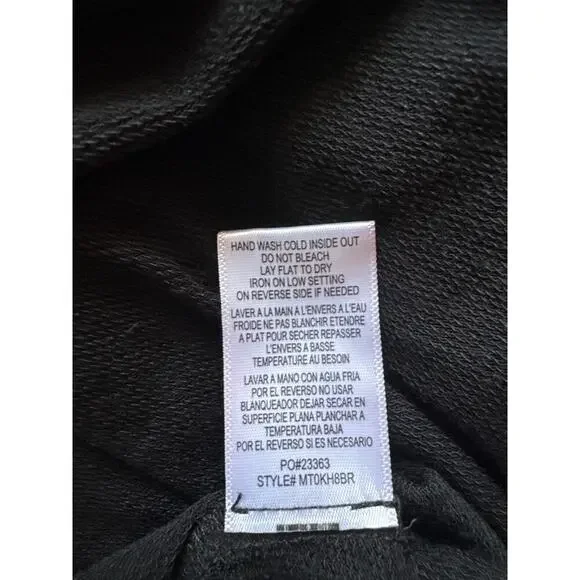 HAND WASH COLD INSIDE OUT
DO NOT BLEACH
LAY FLAT TO DRY
IRON ON LOW SETTING
ON REVERSE SIDE IF NEEDED
LAVER A LA MAIN A L'ENVERS A L'EAU
FROIDE NE PAS BLANCHIR ETENDRE
A PLAT POUR SECHER REPASSER
L'ENVERS A BASSE
TEMPERATURE AU BESOIN
LAVAR A MANO CON AGUA FRIA
POR EL REVERSO NO USAR
BLANQUEADOR DEJAR SECAR EN
SUPERFICIE PLANA PLANCHAR A
TEMPERATURA BAJA
POR EL REVERSO SI ES NECESARIO
PO#23363
STYLE# MT0KH8BR